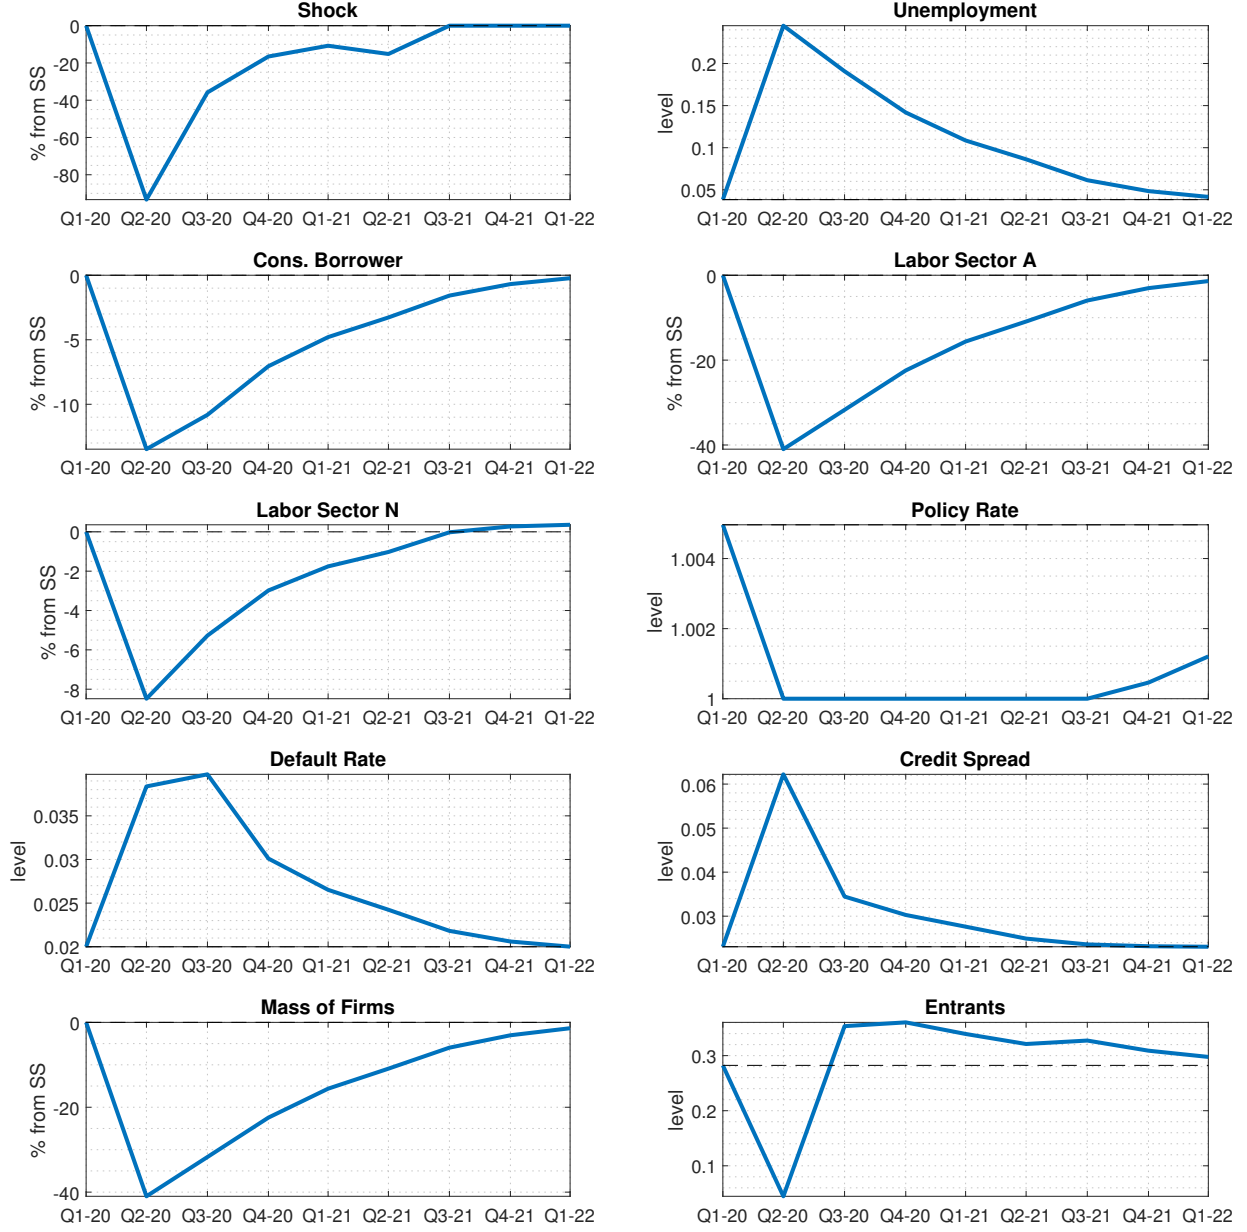 Shock
% from SS
0
-20
-40
-60
-80
Q1-20 Q2-20 Q3-20 Q4-20 Q1-21 Q2-21 Q3-21 Q4-21 Q1-22
Unemployment
level
0.2
0.15
0.1
0.05
Q1-20 Q2-20 Q3-20 Q4-20 Q1-21 Q2-21 Q3-21 Q4-21 Q1-22
Cons. Borrower
% from SS
0
-5
-10
Q1-20 Q2-20 Q3-20 Q4-20 Q1-21 Q2-21 Q3-21 Q4-21 Q1-22
Labor Sector A
% from SS
0
-20
-40
Q1-20 Q2-20 Q3-20 Q4-20 Q1-21 Q2-21 Q3-21 Q4-21 Q1-22
Labor Sector N
% from SS
0
-2
-4
-6
-8
Q1-20 Q2-20 Q3-20 Q4-20 Q1-21 Q2-21 Q3-21 Q4-21 Q1-22
Policy Rate
level
1.004
1.002
1
Q1-20 Q2-20 Q3-20 Q4-20 Q1-21 Q2-21 Q3-21 Q4-21 Q1-22
Default Rate
level
0.035
0.03
0.025
0.02
Q1-20 Q2-20 Q3-20 Q4-20 Q1-21 Q2-21 Q3-21 Q4-21 Q1-22
Credit Spread
level
0.06
0.05
0.04
0.03
Q1-20 Q2-20 Q3-20 Q4-20 Q1-21 Q2-21 Q3-21 Q4-21 Q1-22
Mass of Firms
% from SS
0
-20
-40
Q1-20 Q2-20 Q3-20 Q4-20 Q1-21 Q2-21 Q3-21 Q4-21 Q1-22
Entrants
level
0.3
0.2
0.1
Q1-20 Q2-20 Q3-20 Q4-20 Q1-21 Q2-21 Q3-21 Q4-21 Q1-22